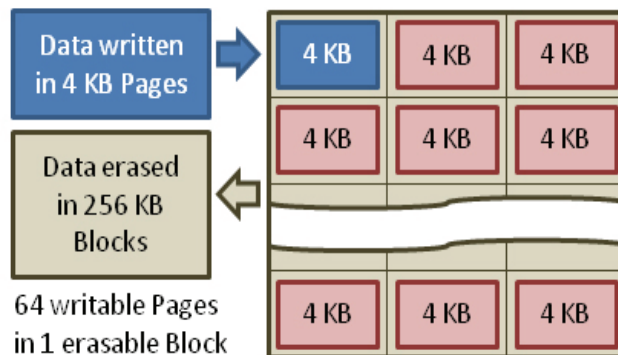 Data written
in 4 KB Pages
4 KB 4 KB 4 KB
4 KB 4 KB 4 KB
Data erased
in 256 KB
Blocks
64 writable Pages
in 1 erasable Block
4 KB 4 KB 4 KB